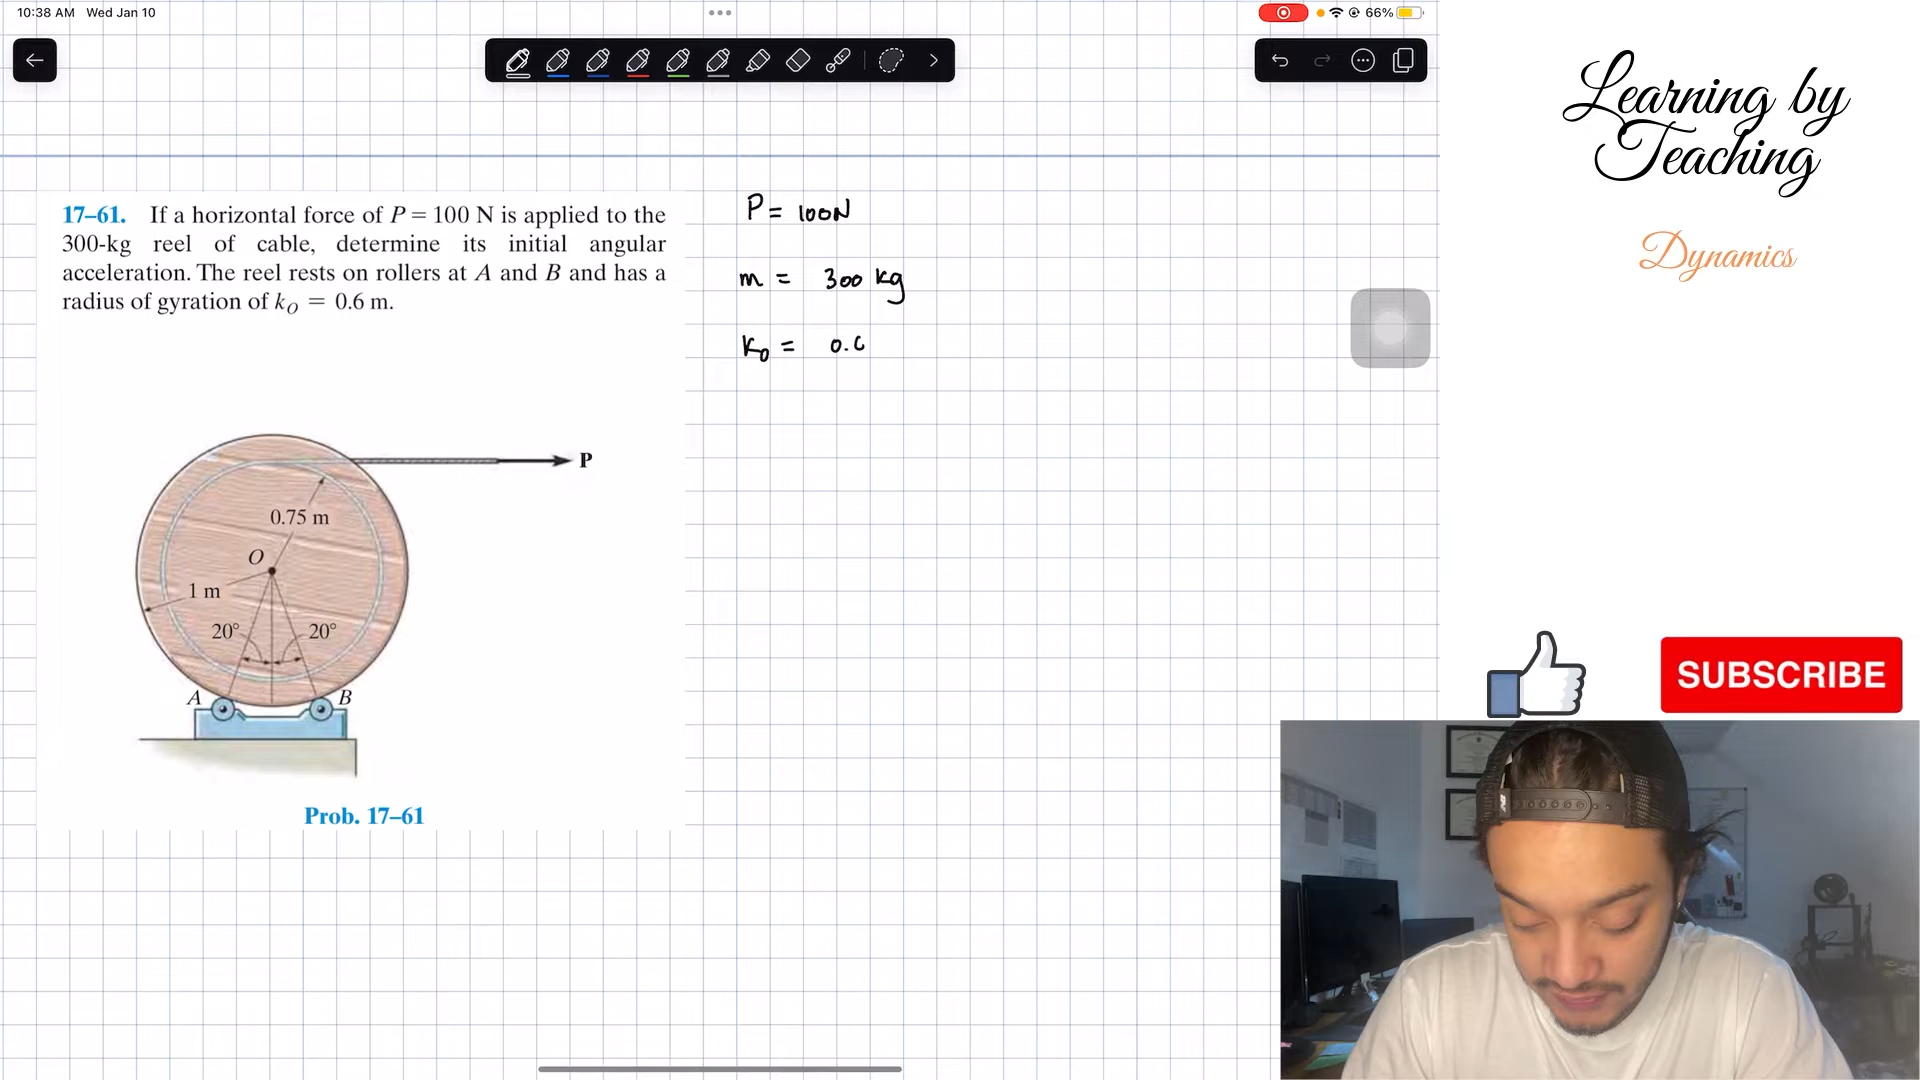 10:38 AM Wed Jan 10
66%
Learning by
Teaching
Dynamics
17–61. If a horizontal force of P = 100 N is applied to the
300-kg reel of cable, determine its initial angular
acceleration. The reel rests on rollers at A and B and has a
radius of gyration of kO = 0.6 m.
P = 100N
m = 300 kg
KO = 0.6
P
0.75 m
O
1 m
20° 20°
A B
Prob. 17–61
SUBSCRIBE